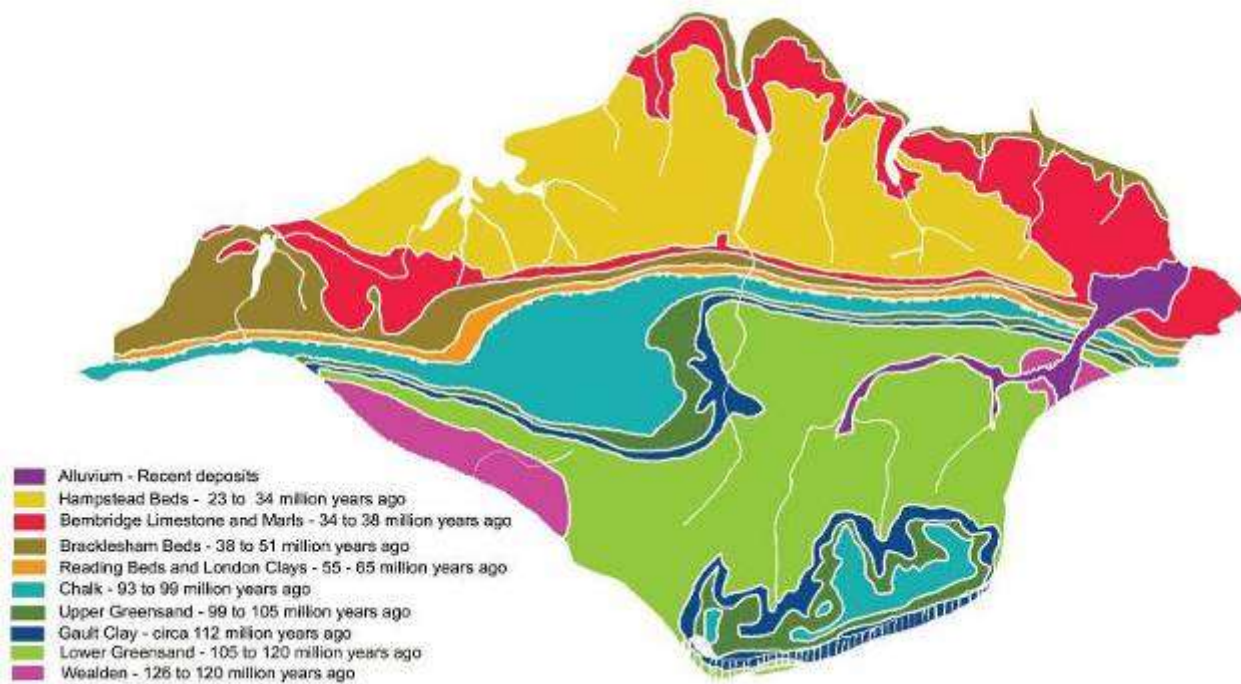 Alluvium - Recent deposits
Hampstead Beds - 23 to 34 million years ago
Bembridge Limestone and Marls - 34 to 38 million years ago
Bracklesham Beds - 38 to 51 million years ago
Reading Beds and London Clays - 55 - 65 million years ago
Chalk - 93 to 99 million years ago
Upper Greensand - 99 to 105 million years ago
Gault Clay - circa 112 million years ago
Lower Greensand - 105 to 120 million years ago
Wealden - 126 to 120 million years ago